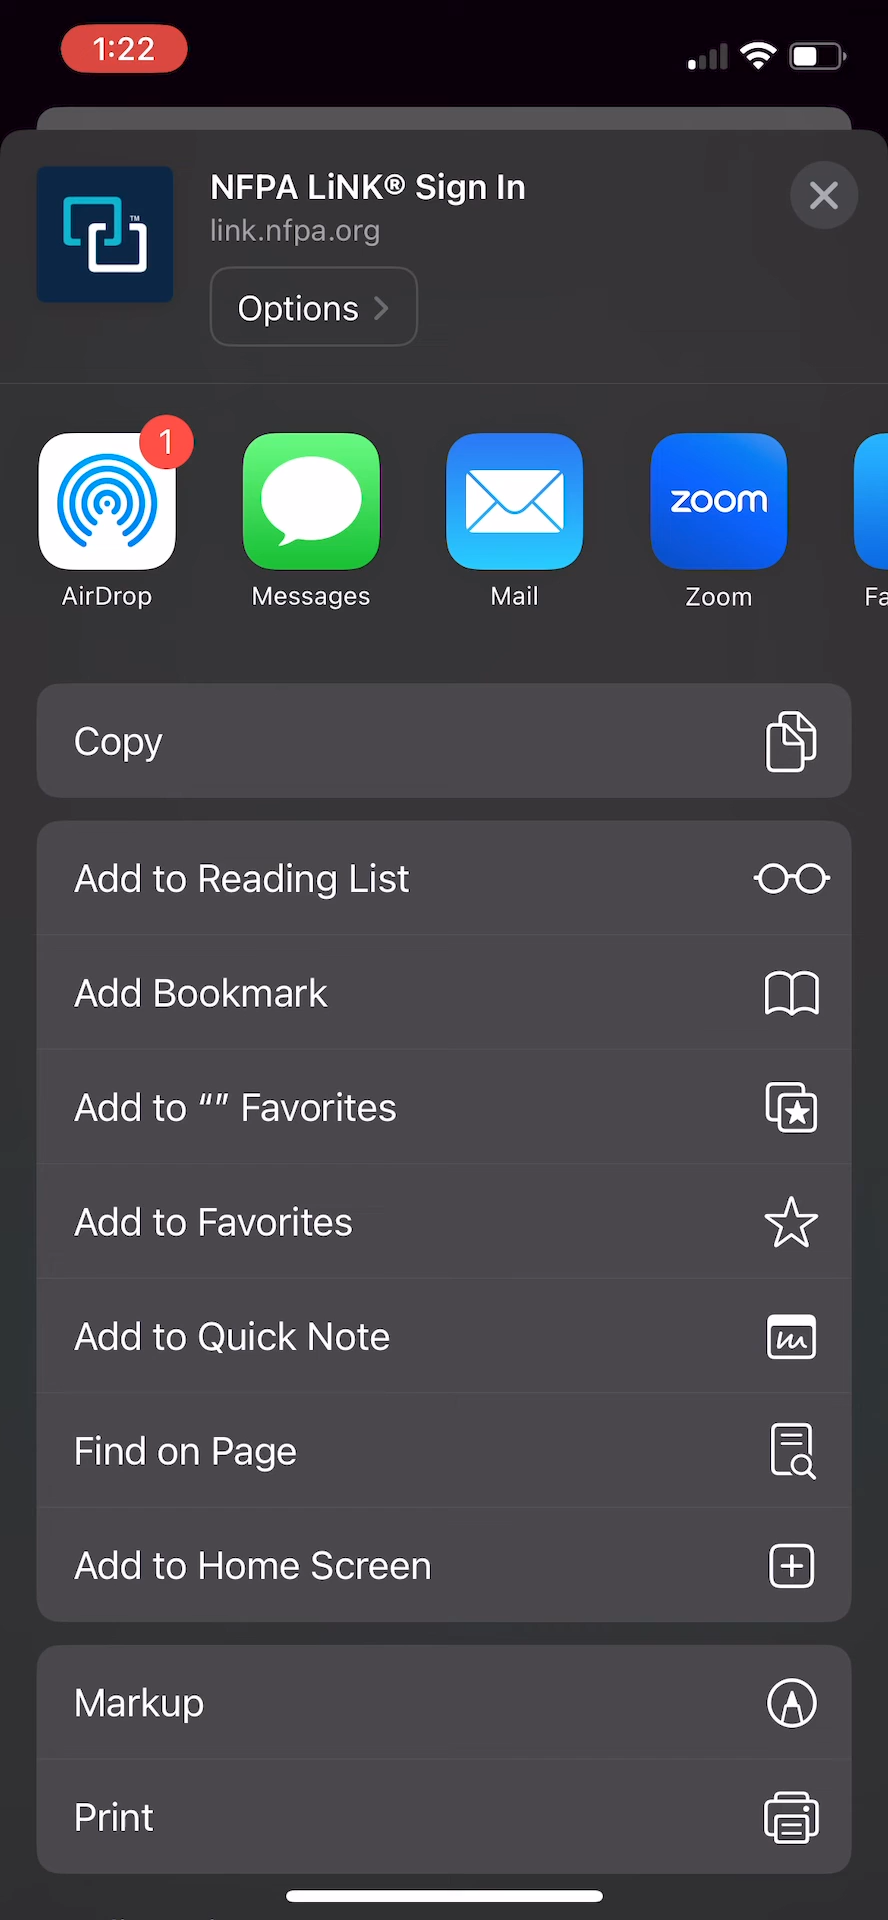 1:22
NFPA LiNK® Sign In
link.nfpa.org
Options
TM
1
zoom
AirDrop
Messages
Mail
Zoom
Fa
Copy
Add to Reading List
Add Bookmark
Add to “” Favorites
Add to Favorites
Add to Quick Note
Find on Page
Add to Home Screen
Markup
Print